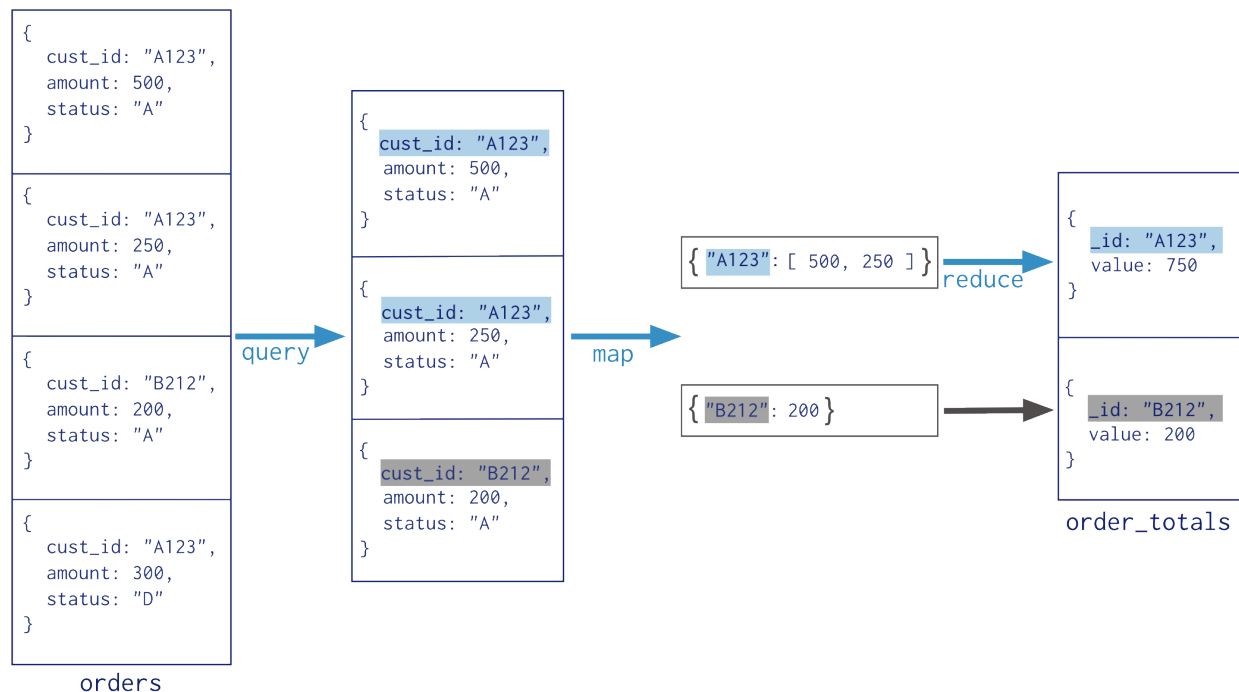 {
cust_id: "A123",
amount: 500,
status: "A"
}
{
cust_id: "A123",
amount: 250,
status: "A"
}
{
cust_id: "B212",
amount: 200,
status: "A"
}
{
cust_id: "A123",
amount: 300,
status: "D"
}
orders
query
{
cust_id: "A123",
amount: 500,
status: "A"
}
{
cust_id: "A123",
amount: 250,
status: "A"
}
{
cust_id: "B212",
amount: 200,
status: "A"
}
map
{ "A123": [ 500, 250 ] }
reduce
{ "B212": 200 }
{
_id: "A123",
value: 750
}
{
_id: "B212",
value: 200
}
order_totals